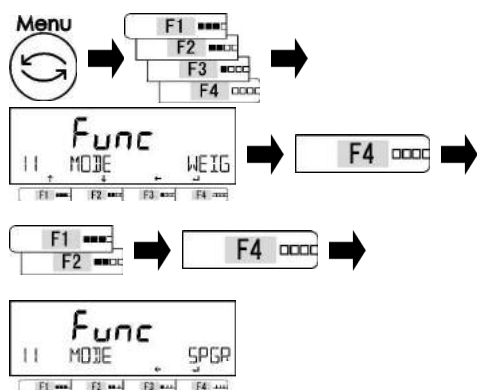 Menu
F1
F2
F3
F4
Func
11 MODE WEIG
F1 F2 F3 F4
F4
F1
F2
F4
Func
11 MODE SPGR
F1 F2 F3 F4